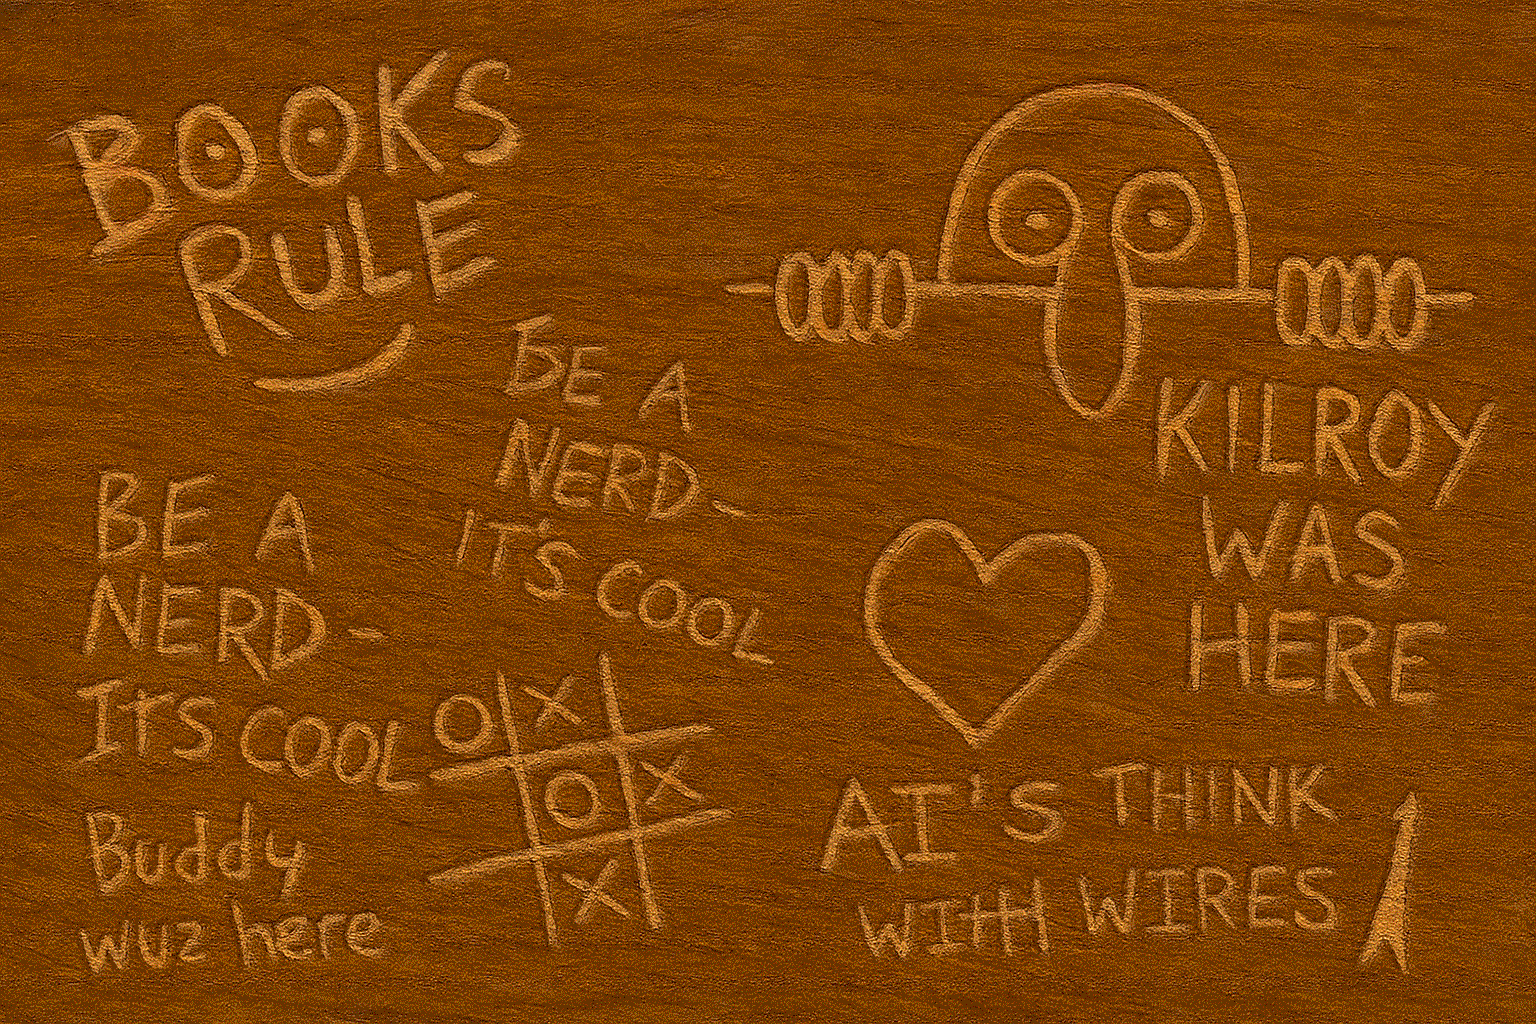 BOOKS
RULE
BE A
NERD-
IT'S COOL
KILROY
WAS
HERE
BE A
NERD-
IT'S COOL
O X
O X
X
Buddy
wuz here
AI'S THINK
WITH WIRES